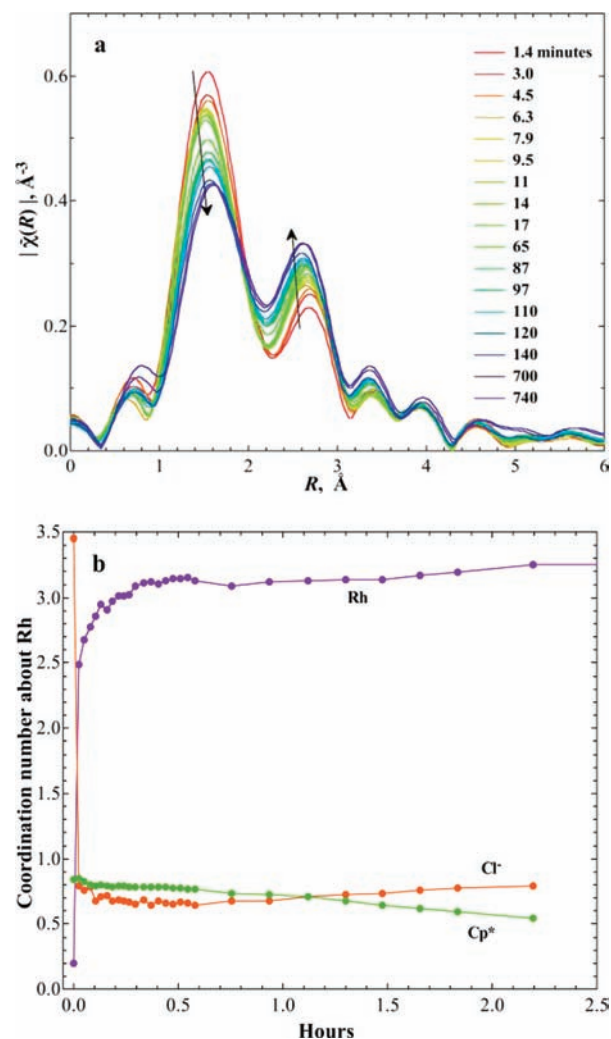 a
1.4 minutes
3.0
4.5
6.3
7.9
9.5
11
14
17
65
87
97
110
120
140
700
740
0.6
0.4
0.2
0.0
| χ̃(R) |, Å⁻³
0 1 2 3 4 5 6
R, Å
b
3.5
3.0
2.5
2.0
1.5
1.0
0.5
0.0
Coordination number about Rh
Rh
Cl⁻
Cp*
0.0 0.5 1.0 1.5 2.0 2.5
Hours